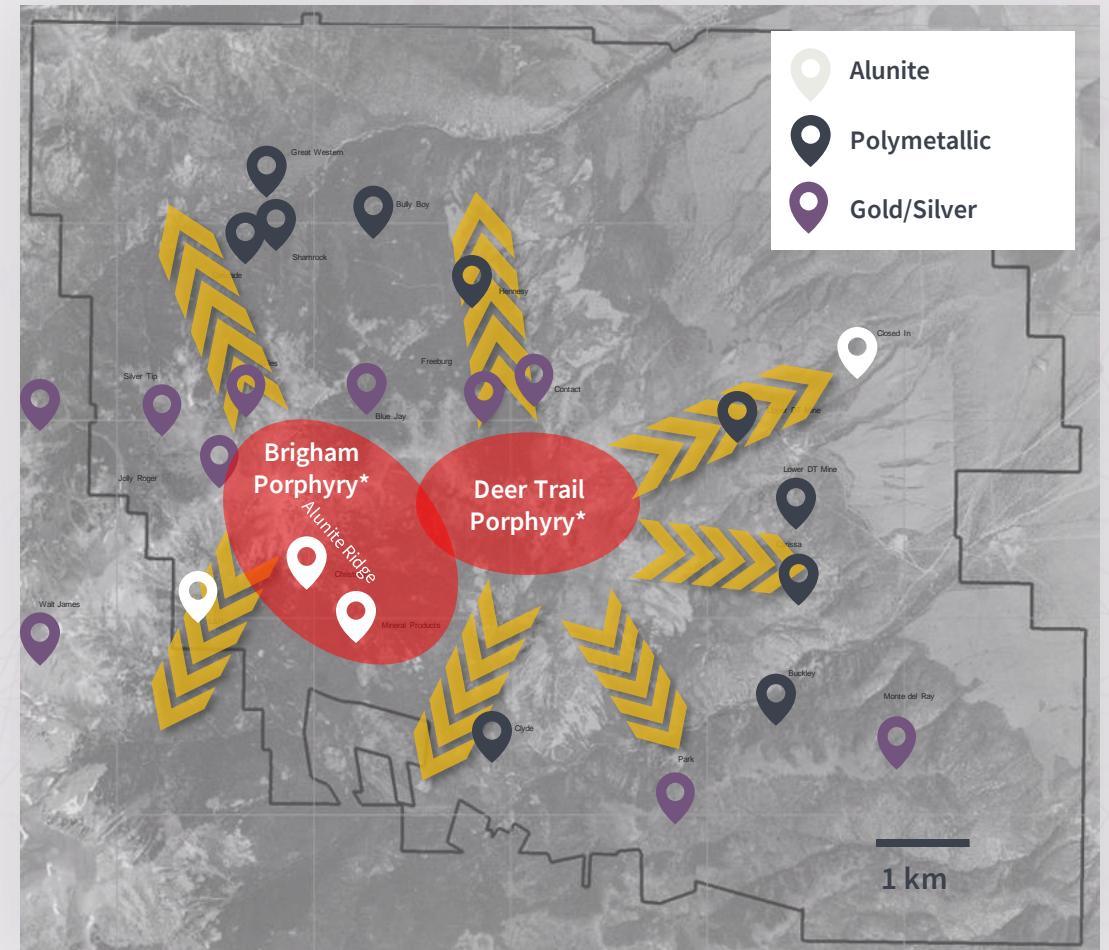 Alunite
Polymetallic
Gold/Silver
Great Western
Bully Boy
Shamrock
Hennesy
Closed In
Freeburg
Silver Tip
Contact
Blue Jay
Lower DT Mine
Jolly Roger
Brigham
Porphyry*
Deer Trail
Porphyry*
Alunite Ridge
Mineral Products
Walt James
Buckley
Monte del Ray
Clyde
Park
1 km